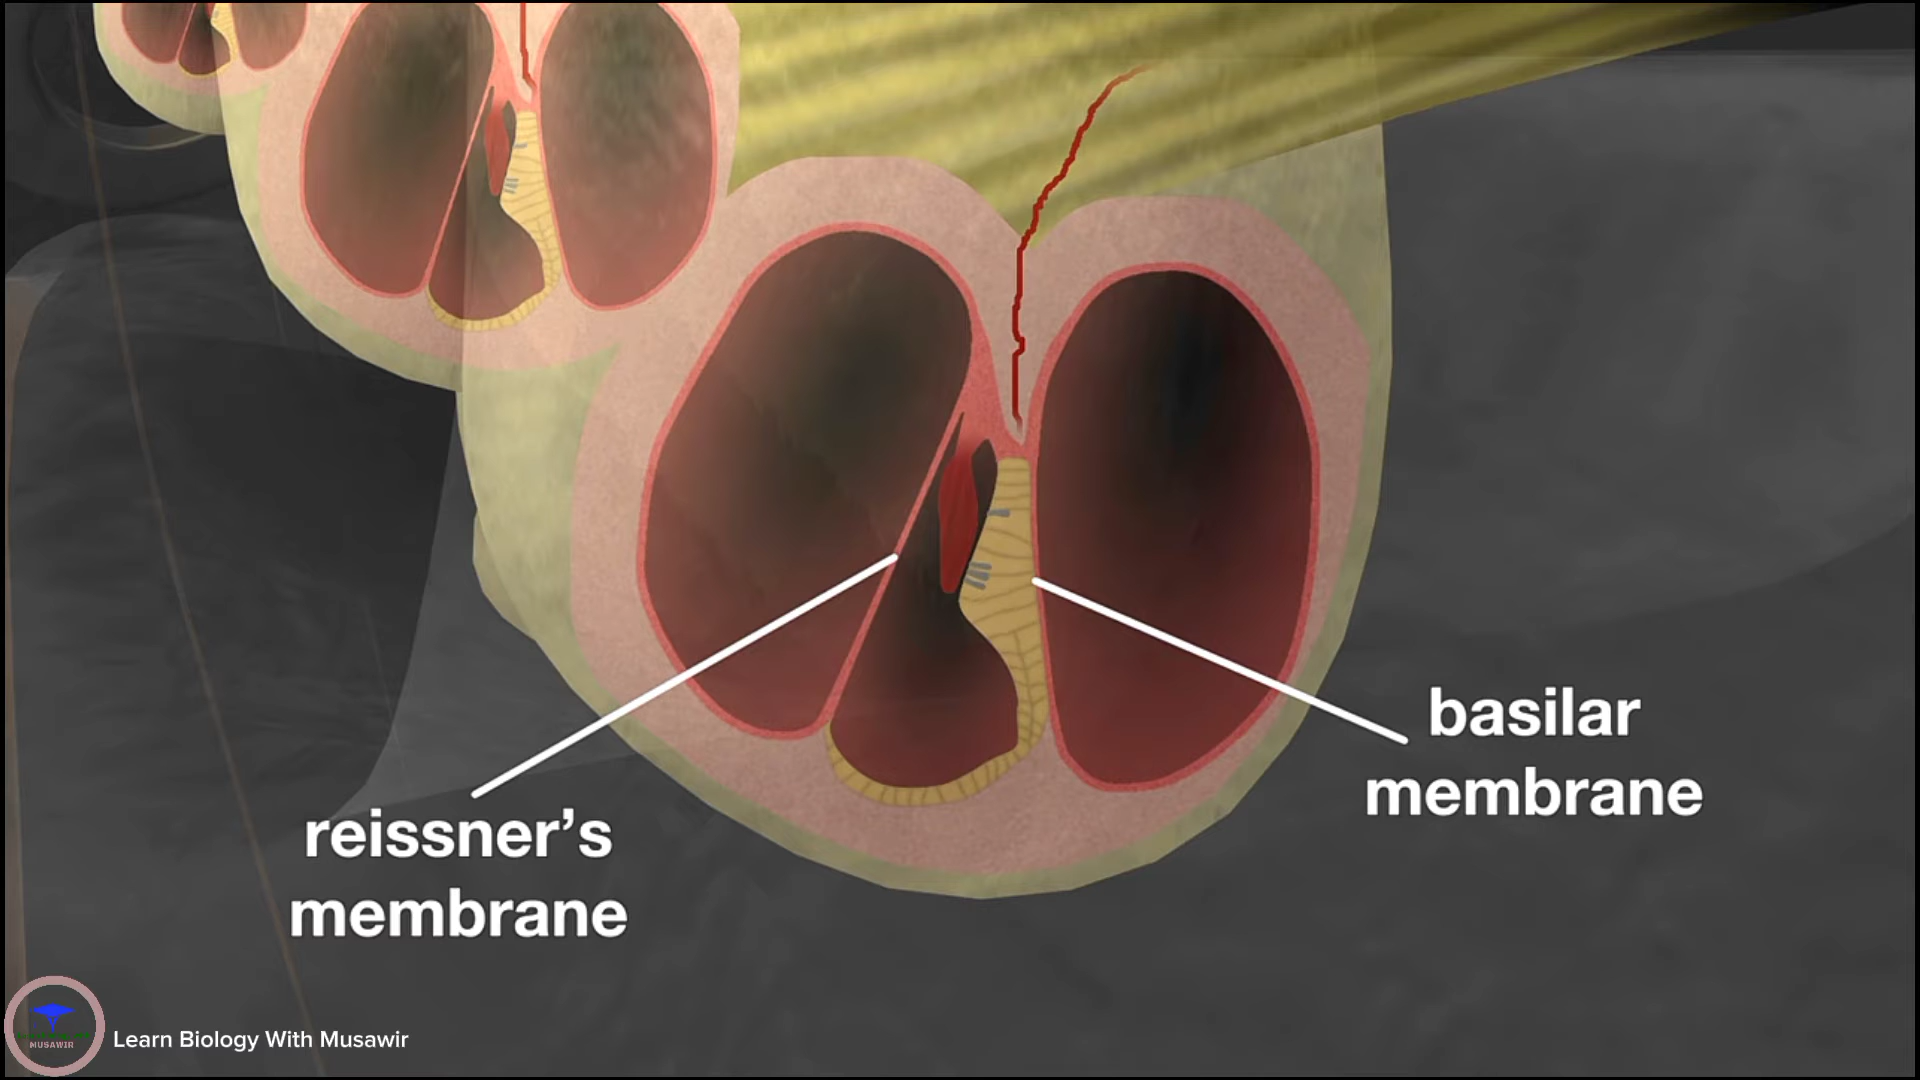 basilar
membrane
reissner's
membrane
MUSAWIR
Learn Biology With Musawir